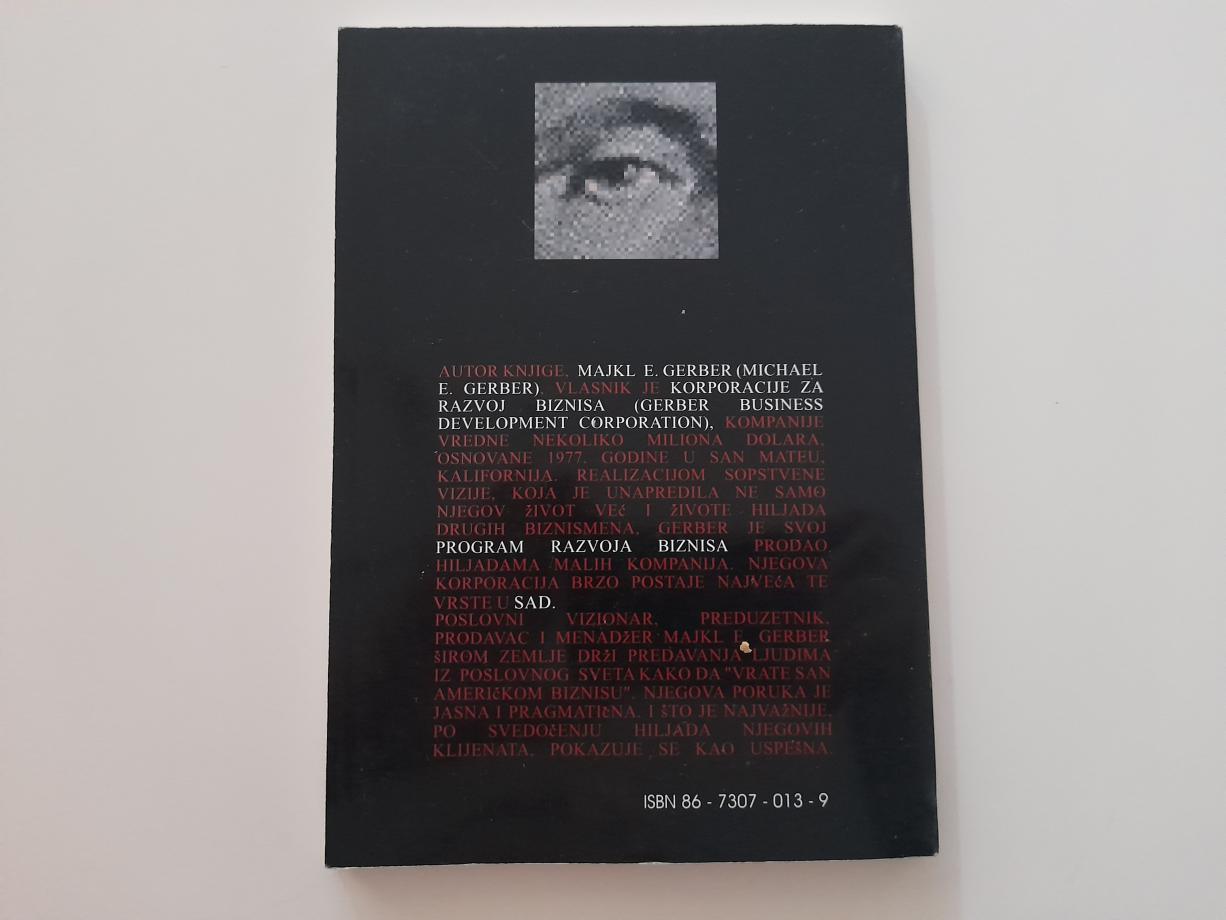 AUTOR KNJIGE, MAJKL E. GERBER (MICHAEL
E. GERBER), VLASNIK JE KORPORACIJE ZA
RAZVOJ BIZNISA (GERBER BUSINESS
DEVELOPMENT CORPORATION), KOMPANIJE
VREDNE NEKOLIKO MILIONA DOLARA,
OSNOVANE 1977. GODINE U SAN MATEU,
KALIFORNIJA. REALIZACIJOM SOPSTVENE
VIZIJE, KOJA JE UNAPREDILA NE SAMO
NJEGOV žIVOT VEć I žIVOTE HILJADA
DRUGIH BIZNISMENA, GERBER JE SVOJ
PROGRAM RAZVOJA BIZNISA PRODAO
HILJADAMA MALIH KOMPANIJA. NJEGOVA
KORPORACIJA BRZO POSTAJE NAJVEćA TE
VRSTE U SAD.
POSLOVNI VIZIONAR, PREDUZETNIK,
PRODAVAC I MENADžER MAJKL E. GERBER
šIROM ZEMLJE DRžI PREDAVANJA LJUDIMA
IZ POSLOVNOG SVETA KAKO DA "VRATE SAN
AMERIčKOM BIZNISU". NJEGOVA PORUKA JE
JASNA I PRAGMATIčNA. I šTO JE NAJVAžNIJE,
PO SVEDOčENJU HILJADA NJEGOVIH
KLIJENATA, POKAZUJE SE KAO USPEšNA.
ISBN 86 - 7307 - 013 - 9